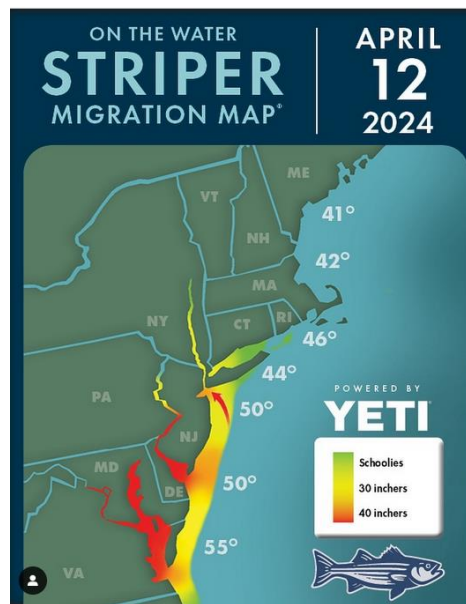 ON THE WATER
STRIPER
MIGRATION MAP®
APRIL
12
2024
ME
VT
41°
NH
42°
MA
NY
CT
RI
46°
44°
PA
50°
NJ
POWERED BY
YETI
MD
DE
50°
Schoolies
30 inchers
40 inchers
55°
VA